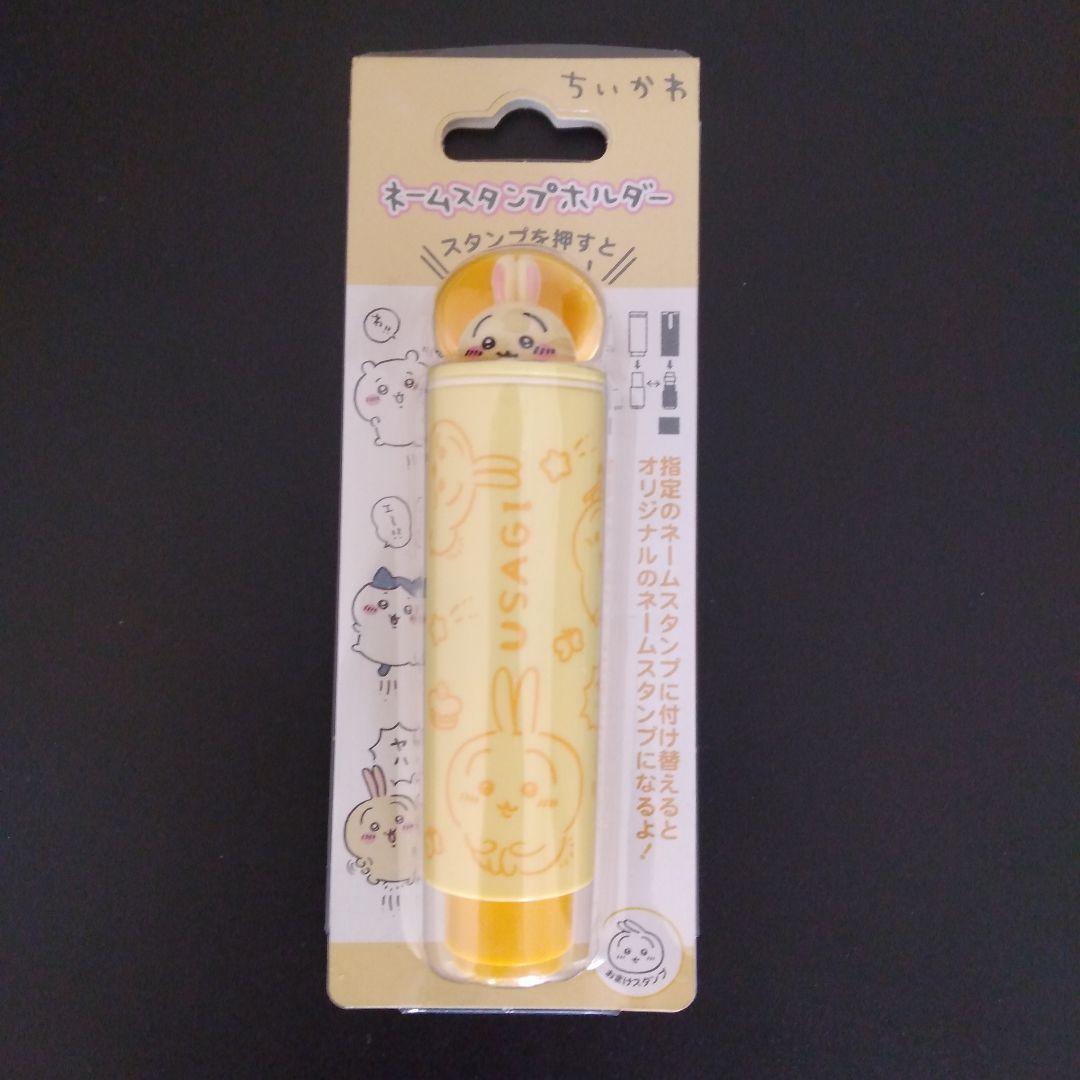 ちいかわ
ネームスタンプホルダー
スタンプを押すと
わ!!
エーッ!?
USAGI
指定のネームスタンプに付け替えると
オリジナルのネームスタンプになるよ!
おまけスタンプ